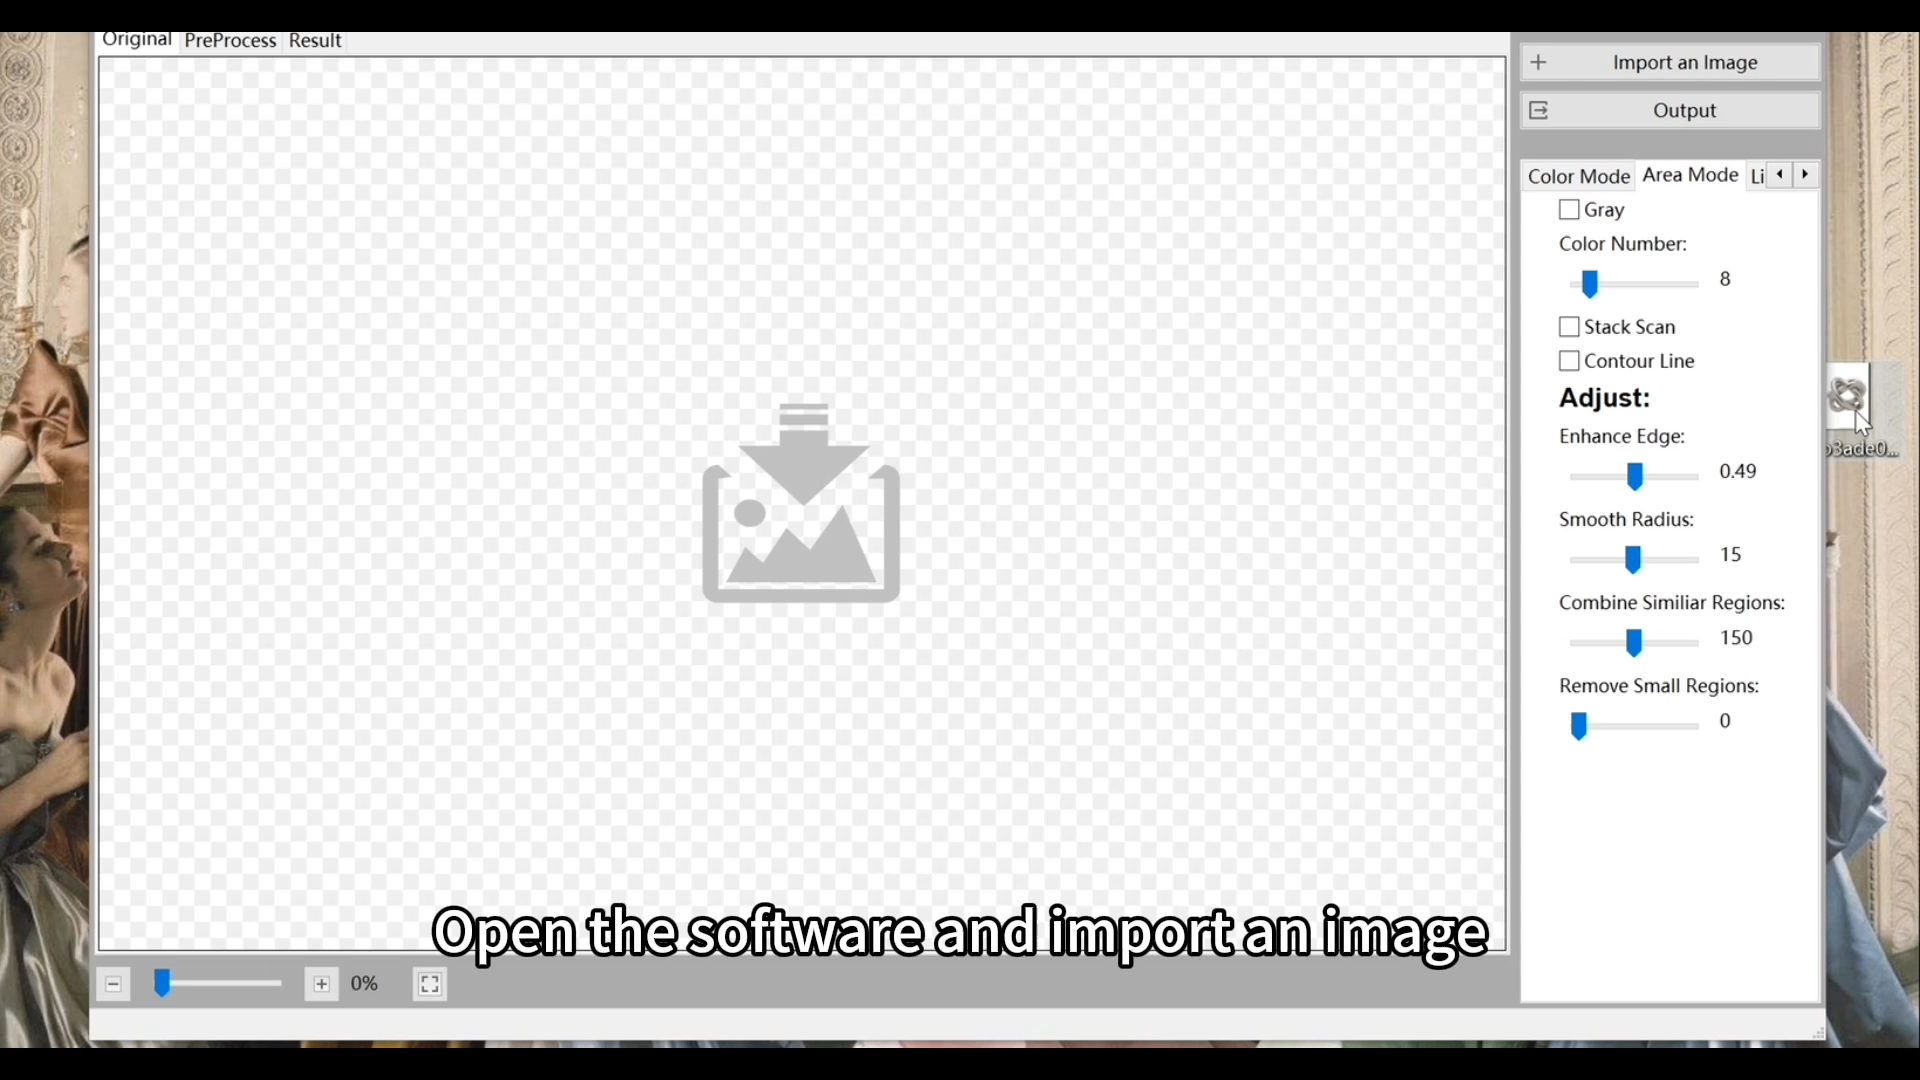 Original PreProcess Result
Import an Image
Output
Color Mode Area Mode Li
Gray
Color Number:
8
Stack Scan
Contour Line
Adjust:
Enhance Edge:
0.49
Smooth Radius:
15
Combine Similiar Regions:
150
Remove Small Regions:
0
b3ade0...
Open the software and import an image
0%